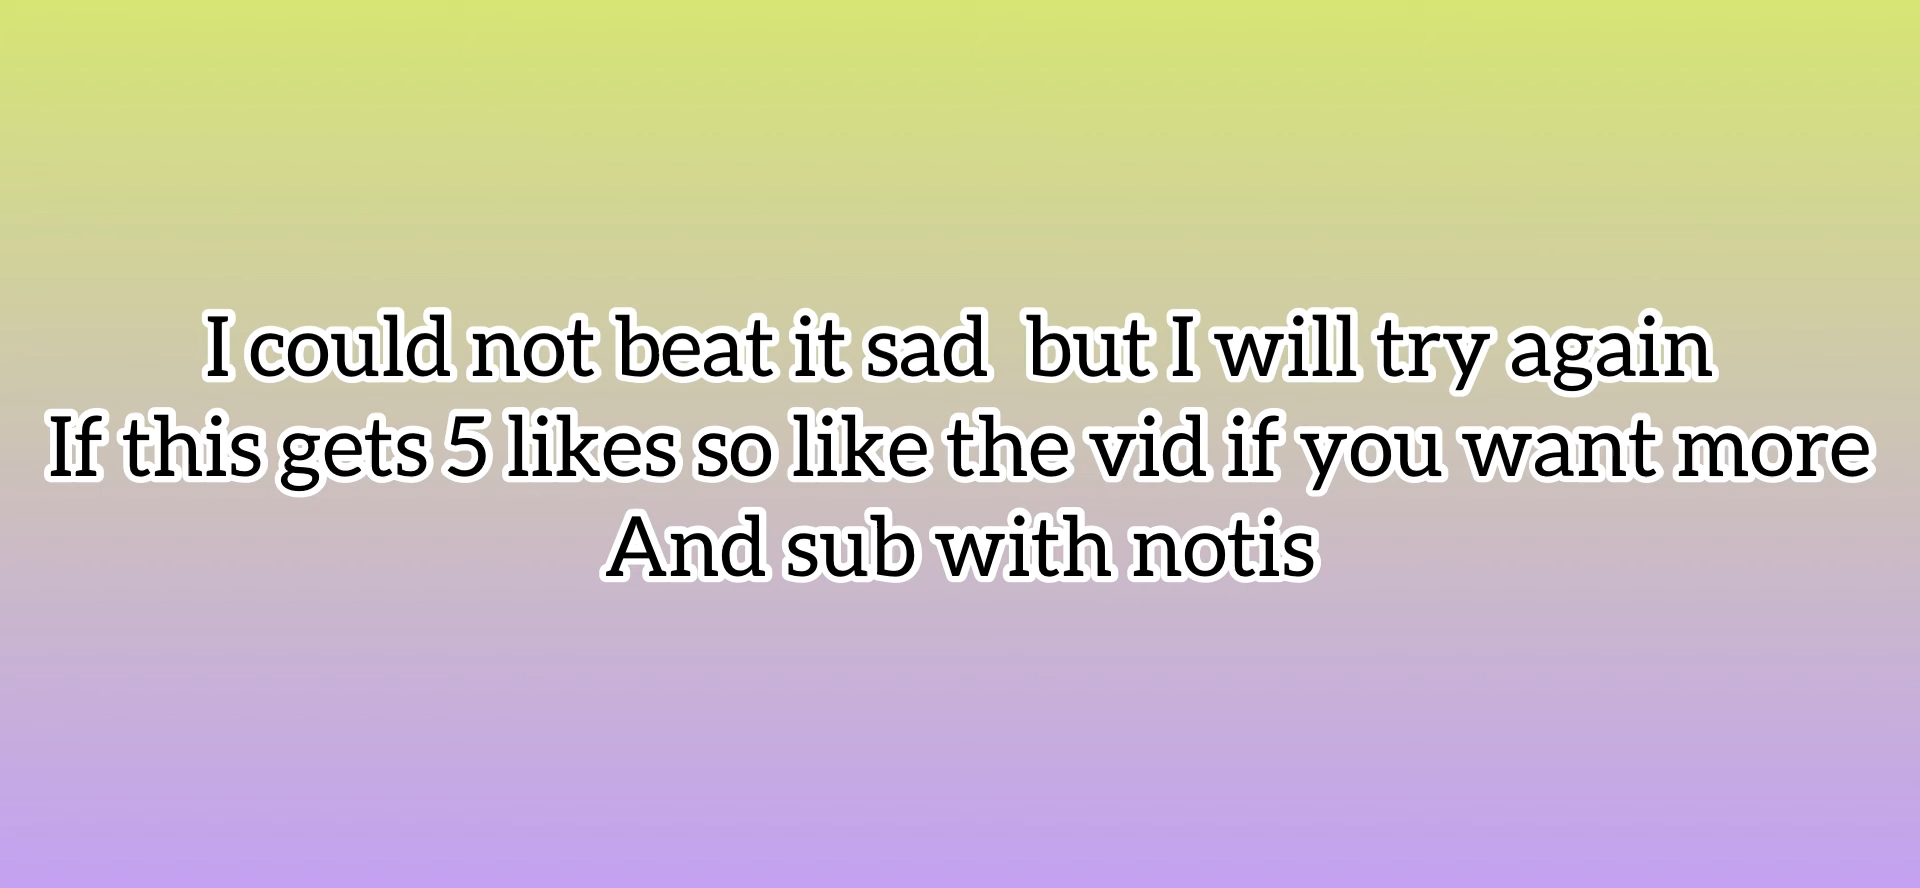 I could not beat it sad  but I will try again
If this gets 5 likes so like the vid if you want more
And sub with notis